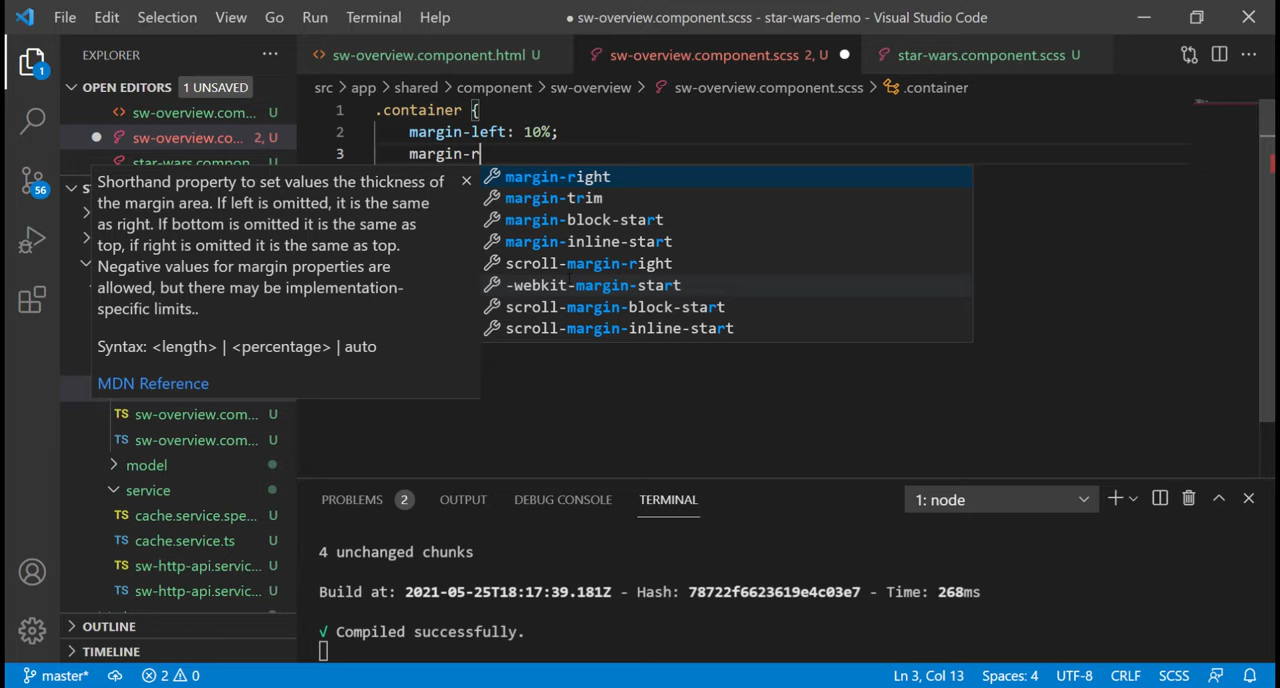 File Edit Selection View Go Run Terminal Help
● sw-overview.component.scss - star-wars-demo - Visual Studio Code
EXPLORER
sw-overview.component.html U
sw-overview.component.scss 2, U
star-wars.component.scss U
OPEN EDITORS 1 UNSAVED
sw-overview.com... U
sw-overview.co... 2, U
star-wars.compon... U
src > app > shared > component > sw-overview > sw-overview.component.scss > .container
1 .container {
2 margin-left: 10%;
3 margin-r
Shorthand property to set values the thickness of
the margin area. If left is omitted, it is the same
as right. If bottom is omitted it is the same as
top, if right is omitted it is the same as top.
Negative values for margin properties are
allowed, but there may be implementation-
specific limits..
Syntax: <length> | <percentage> | auto
MDN Reference
margin-right
margin-trim
margin-block-start
margin-inline-start
scroll-margin-right
-webkit-margin-start
scroll-margin-block-start
scroll-margin-inline-start
TS sw-overview.com... U
TS sw-overview.com... U
model
service
TS cache.service.spe... U
TS cache.service.ts U
TS sw-http-api.servic... U
TS sw-http-api.servic... U
OUTLINE
TIMELINE
1
56
PROBLEMS 2 OUTPUT DEBUG CONSOLE TERMINAL
1: node
4 unchanged chunks
Build at: 2021-05-25T18:17:39.181Z - Hash: 78722f6623619e4c03e7 - Time: 268ms
√ Compiled successfully.
master* 2 0
Ln 3, Col 13 Spaces: 4 UTF-8 CRLF SCSS